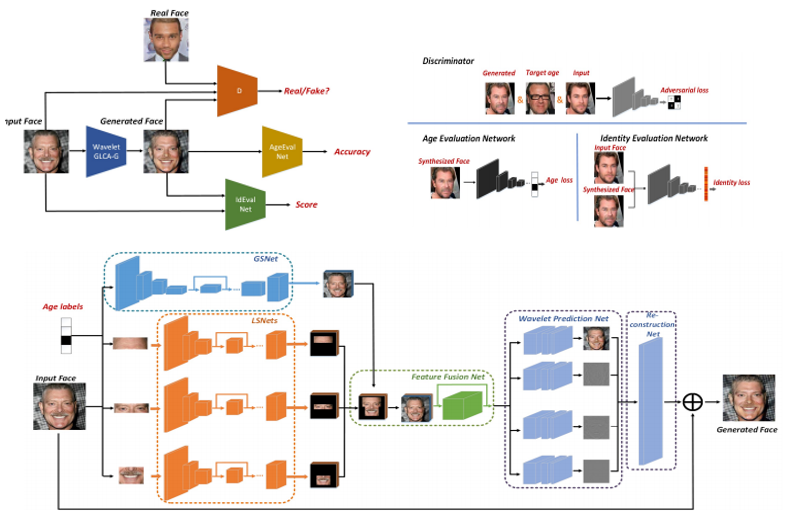 Real Face
nput Face
Generated Face
Wavelet
GLCA-G
D
Real/Fake?
AgeEval
Net
Accuracy
IdEval
Net
Score
Discriminator
Generated
Target age
Input
&
&
Adversarial loss
Age Evaluation Network
Synthesized Face
Age loss
Identity Evaluation Network
Input Face
Synthesized Face
Identity loss
GSNet
Age labels
LSNets
Input Face
Feature Fusion Net
Wavelet Prediction Net
Re-
construction
Net
Generated Face